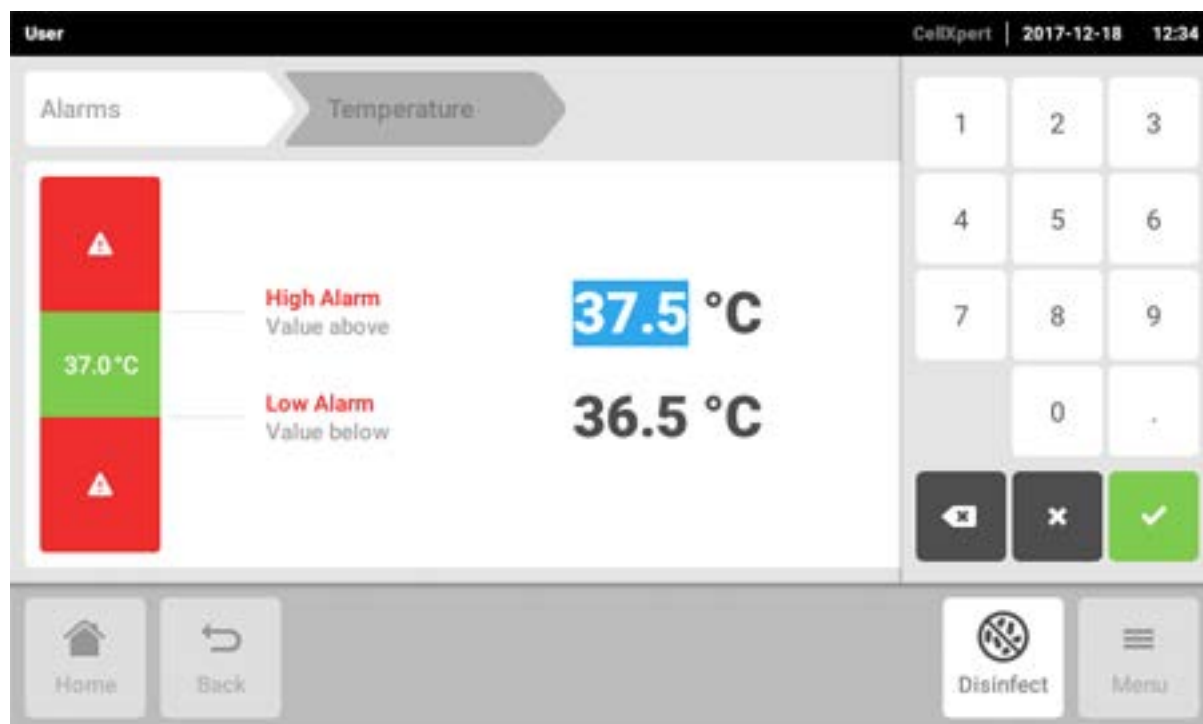 User
CellXpert | 2017-12-18 12:34
Alarms
Temperature
37.0°C
High Alarm
Value above
37.5 °C
Low Alarm
Value below
36.5 °C
1 2 3
4 5 6
7 8 9
0 .
Home
Back
Disinfect
Menu